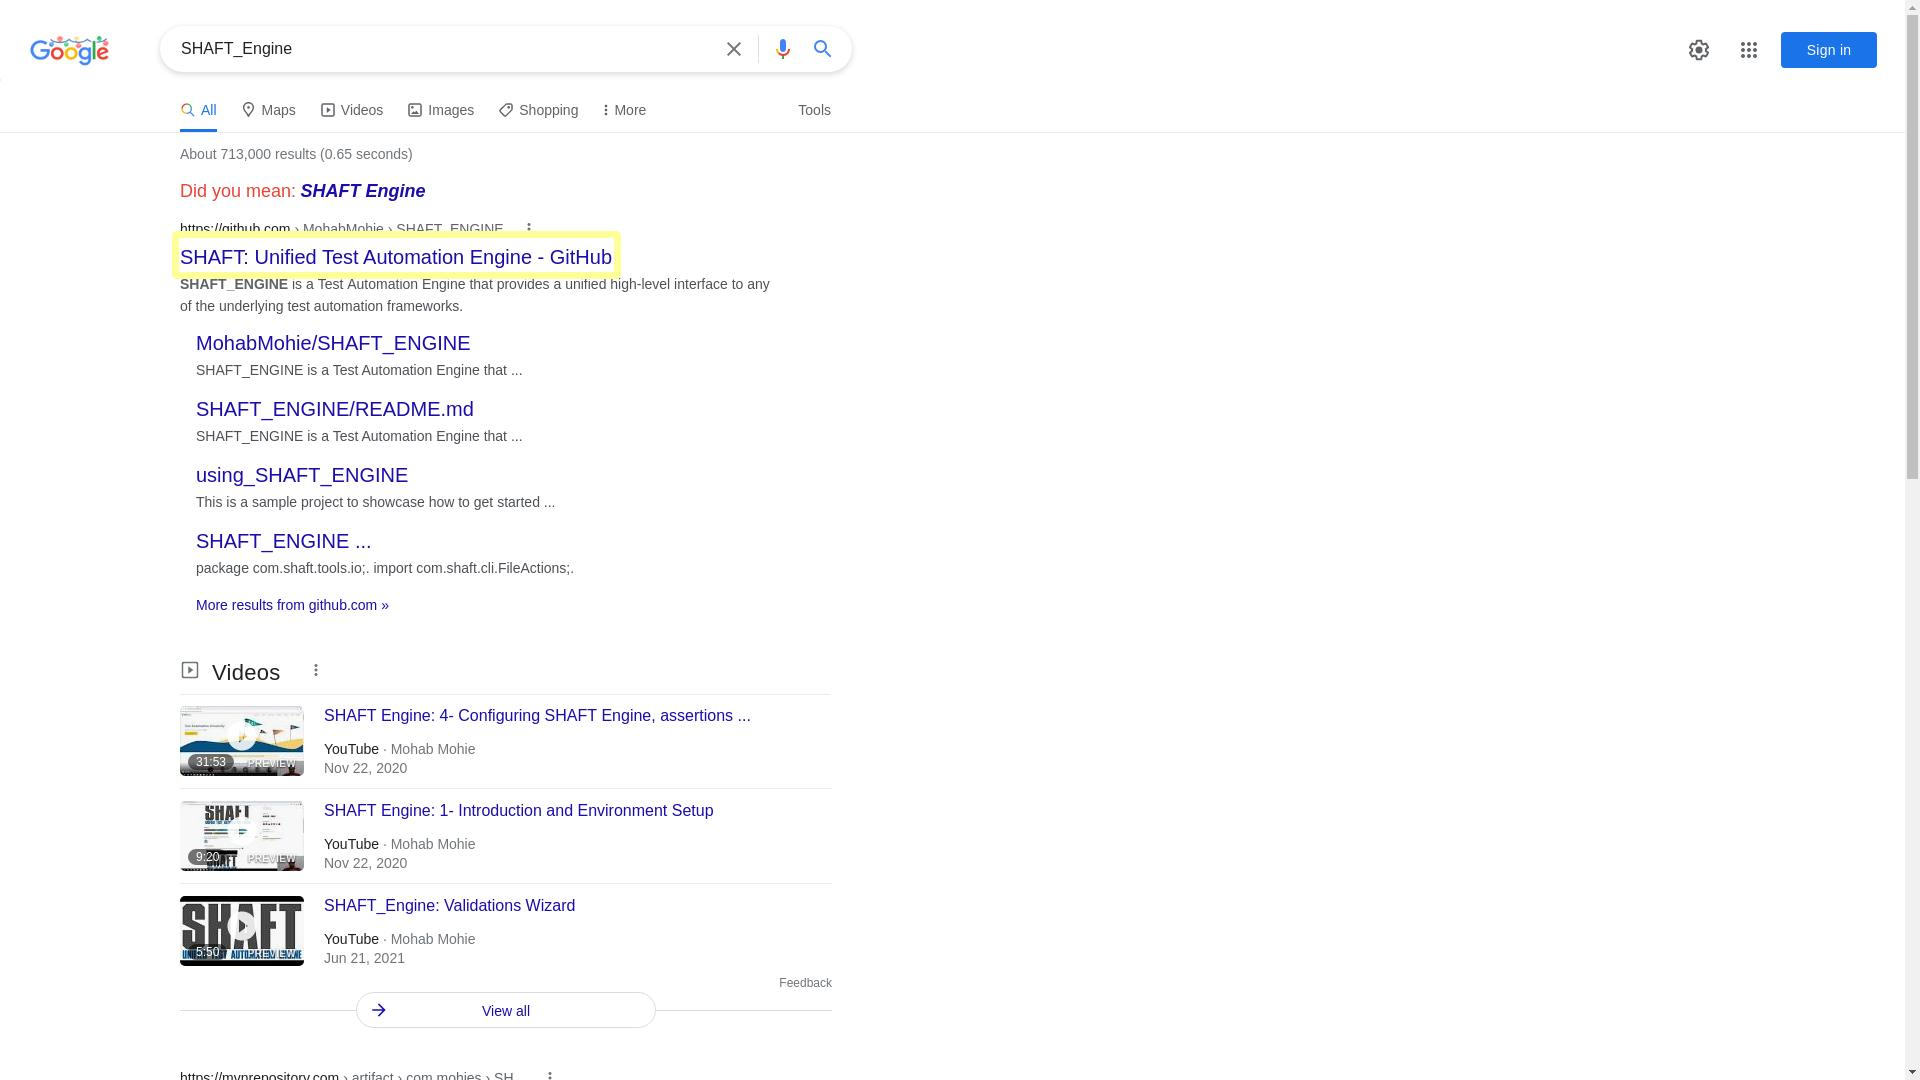 Google
SHAFT_Engine
Sign in
All
Maps
Videos
Images
Shopping
More
Tools
About 713,000 results (0.65 seconds)
Did you mean: SHAFT Engine
https://github.com › MohabMohie › SHAFT_ENGINE
SHAFT: Unified Test Automation Engine - GitHub
SHAFT_ENGINE is a Test Automation Engine that provides a unified high-level interface to any
of the underlying test automation frameworks.
MohabMohie/SHAFT_ENGINE
SHAFT_ENGINE is a Test Automation Engine that ...
SHAFT_ENGINE/README.md
SHAFT_ENGINE is a Test Automation Engine that ...
using_SHAFT_ENGINE
This is a sample project to showcase how to get started ...
SHAFT_ENGINE ...
package com.shaft.tools.io;. import com.shaft.cli.FileActions;.
More results from github.com »
Videos
31:53
PREVIEW
SHAFT Engine: 4- Configuring SHAFT Engine, assertions ...
YouTube · Mohab Mohie
Nov 22, 2020
SHAFT
9:20
PREVIEW
SHAFT Engine: 1- Introduction and Environment Setup
YouTube · Mohab Mohie
Nov 22, 2020
SHAFT
5:50
PREVIEW
SHAFT_Engine: Validations Wizard
YouTube · Mohab Mohie
Jun 21, 2021
Feedback
View all
https://mvnrepository.com › artifact › com.mohies › SH...